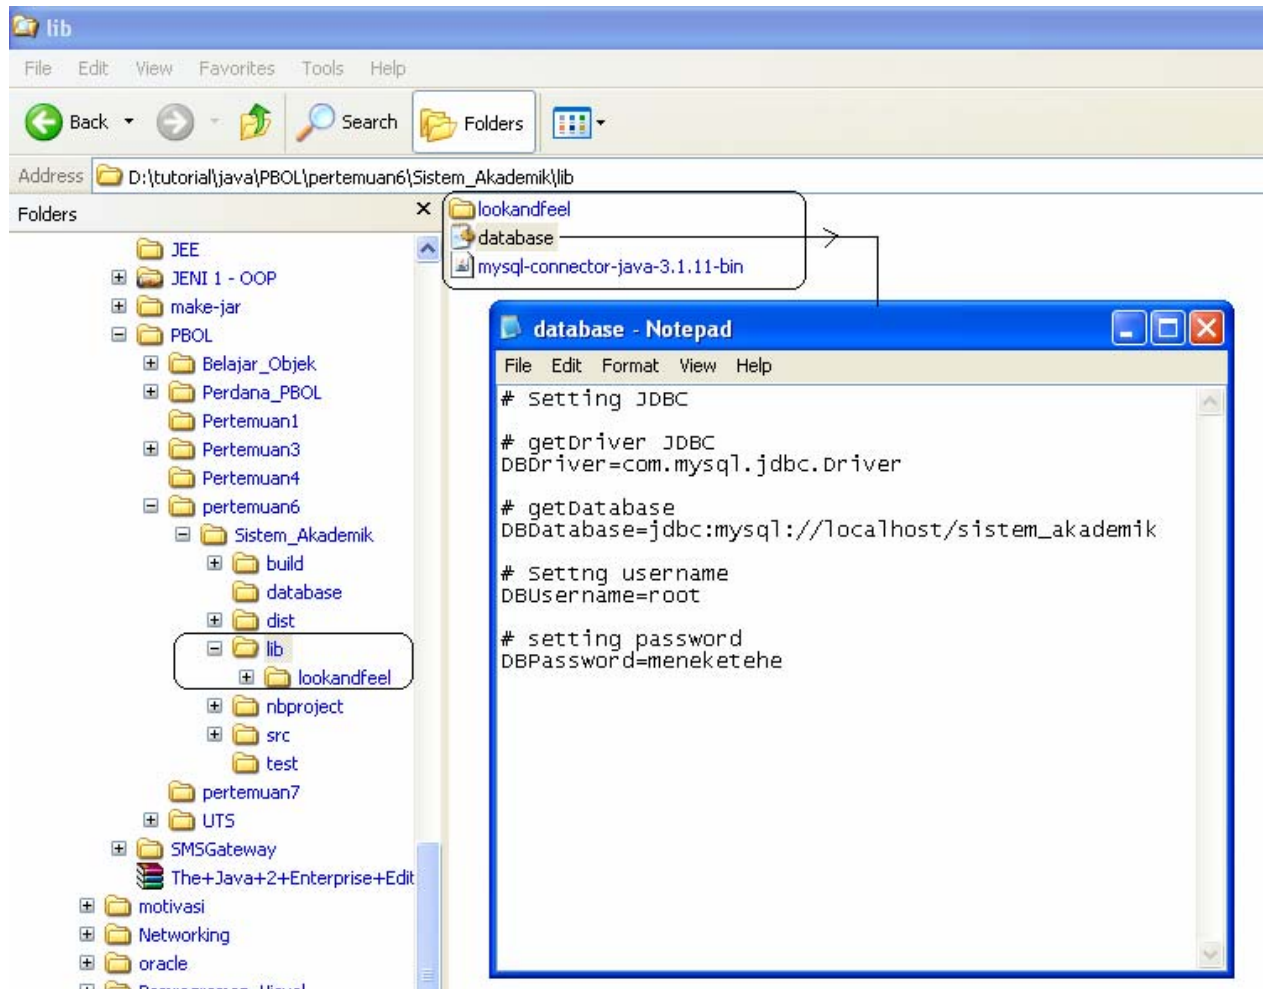 lib
File Edit View Favorites Tools Help
Back Search Folders
Address D:\tutorial\java\PBOL\pertemuan6\Sistem_Akademik\lib
Folders
JEE
JENI 1 - OOP
make-jar
PBOL
Belajar_Objek
Perdana_PBOL
Pertemuan1
Pertemuan3
Pertemuan4
pertemuan6
Sistem_Akademik
build
database
dist
lib
lookandfeel
nbproject
src
test
pertemuan7
UTS
SMSGateway
The+Java+2+Enterprise+Edit
motivasi
Networking
oracle
lookandfeel
database
mysql-connector-java-3.1.11-bin
database - Notepad
File Edit Format View Help
# Setting JDBC
# getDriver JDBC
DBDriver=com.mysql.jdbc.Driver
# getDatabase
DBDatabase=jdbc:mysql://localhost/sistem_akademik
# Settng username
DBUsername=root
# setting password
DBPassword=meneketehe